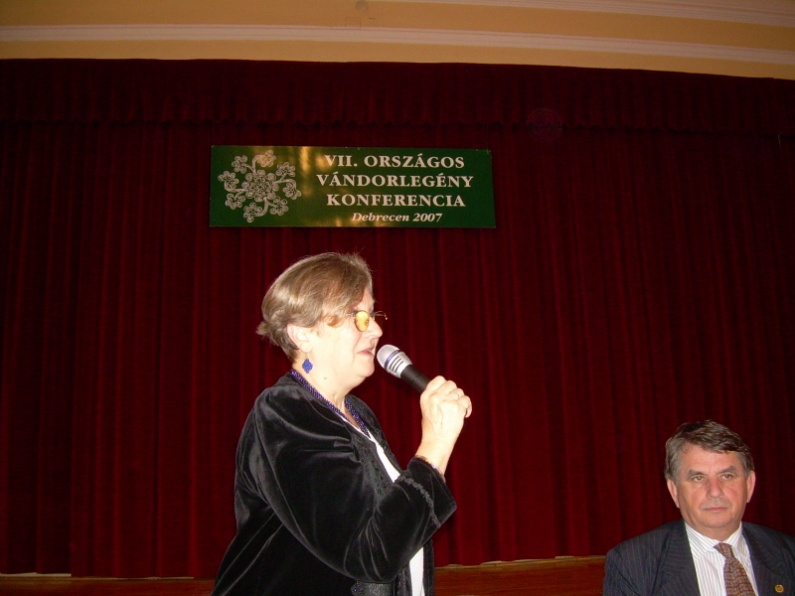 VII. ORSZÁGOS
VÁNDORLEGÉNY
KONFERENCIA
Debrecen 2007